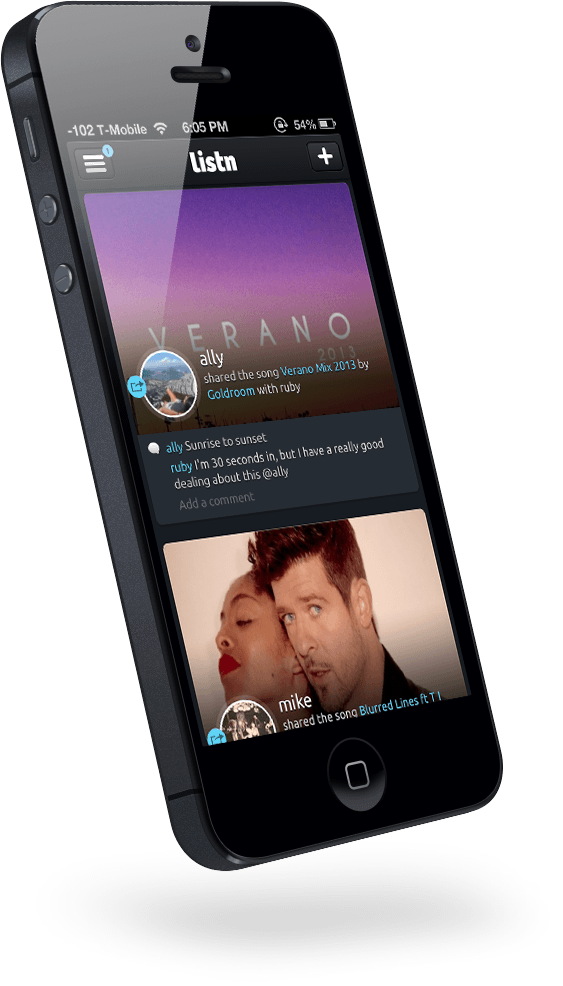 -102 T-Mobile 6:05 PM 54%
1
Listn
+
VERANO
2013
ally
shared the song Verano Mix 2013 by
Goldroom with ruby
ally Sunrise to sunset
ruby I'm 30 seconds in, but I have a really good
dealing about this @ally
Add a comment
mike
shared the song Blurred Lines ft T I